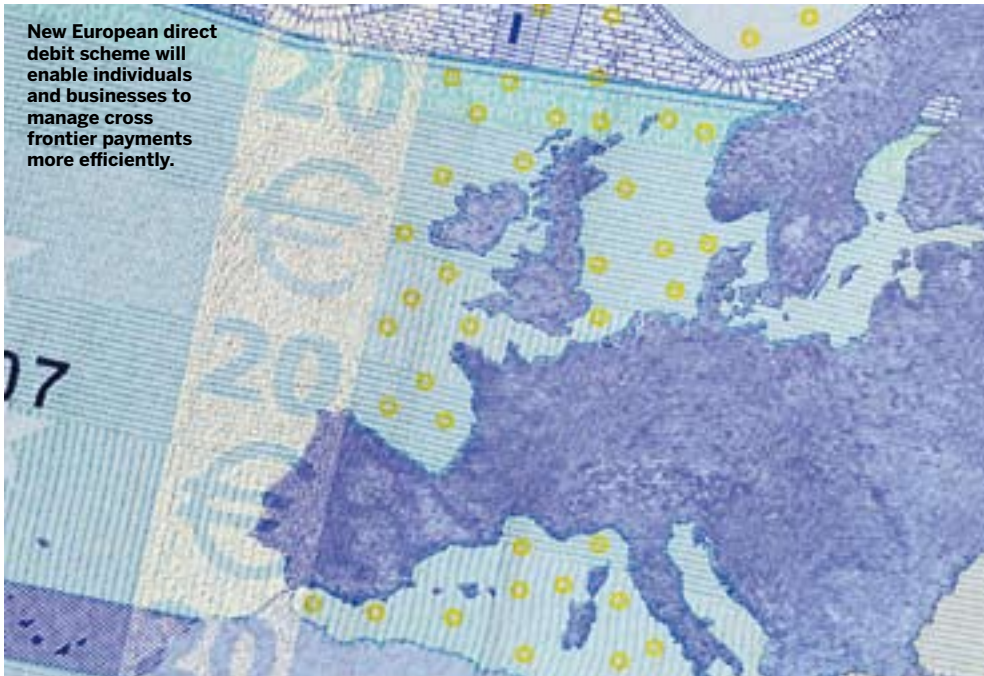 New European direct
debit scheme will
enable individuals
and businesses to
manage cross
frontier payments
more efficiently.
20
€
20
07
€
20